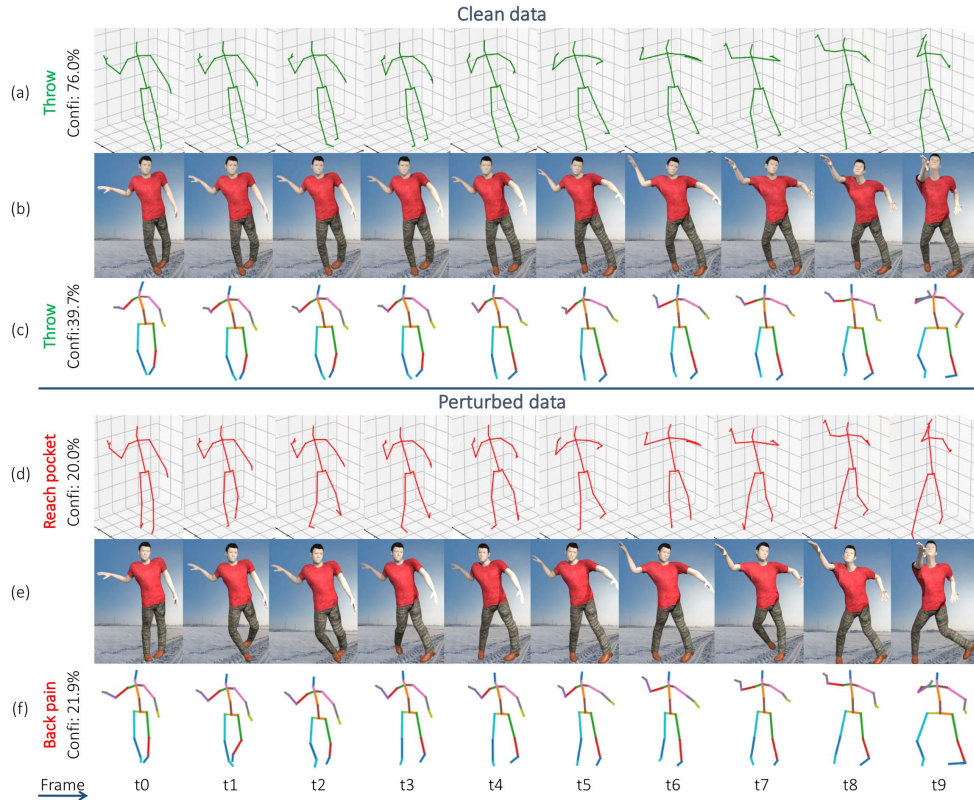 Clean data
(a)
Throw
Confi: 76.0%
(b)
(c)
Throw
Confi:39.7%
Perturbed data
(d)
Reach pocket
Confi: 20.0%
(e)
(f)
Back pain
Confi: 21.9%
Frame t0 t1 t2 t3 t4 t5 t6 t7 t8 t9